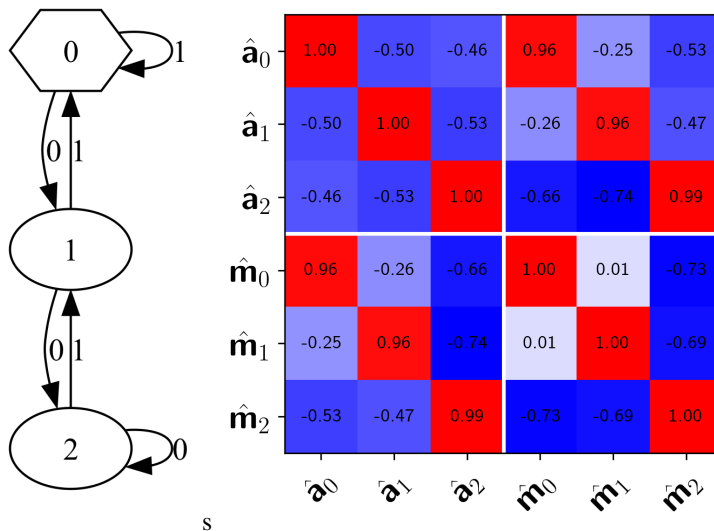 0
1
0 1
1
0 1
2
0
s
â₀ 1.00 -0.50 -0.46 0.96 -0.25 -0.53
â₁ -0.50 1.00 -0.53 -0.26 0.96 -0.47
â₂ -0.46 -0.53 1.00 -0.66 -0.74 0.99
m̂₀ 0.96 -0.26 -0.66 1.00 0.01 -0.73
m̂₁ -0.25 0.96 -0.74 0.01 1.00 -0.69
m̂₂ -0.53 -0.47 0.99 -0.73 -0.69 1.00
â₀ â₁ â₂ m̂₀ m̂₁ m̂₂